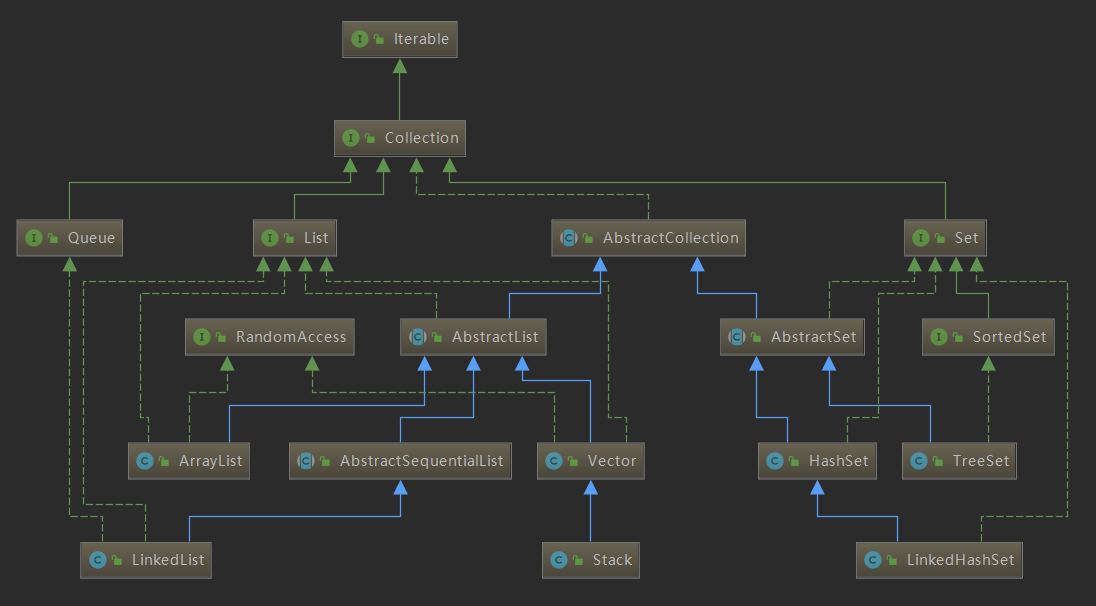 I Iterable
I Collection
I Queue
I List
C AbstractCollection
I Set
I RandomAccess
C AbstractList
C AbstractSet
I SortedSet
C ArrayList
C AbstractSequentialList
C Vector
C HashSet
C TreeSet
C LinkedList
C Stack
C LinkedHashSet